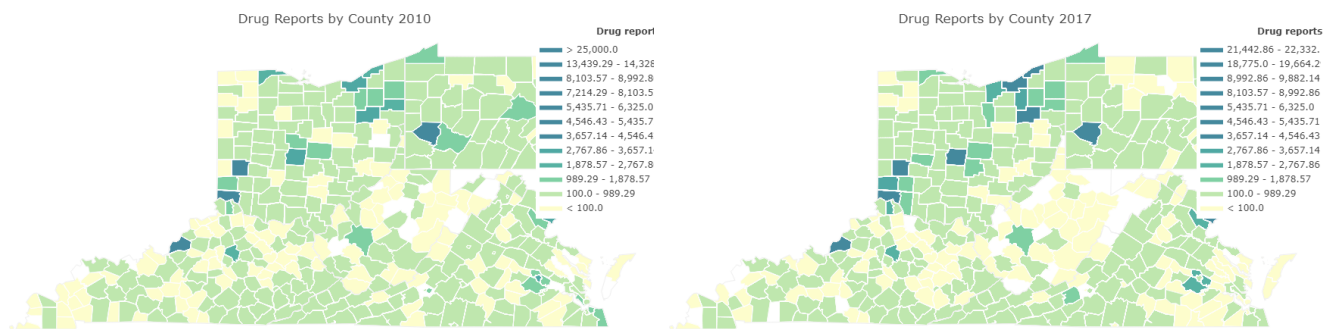 Drug Reports by County 2010
Drug report
> 25,000.0
13,439.29 - 14,328
8,103.57 - 8,992.8
7,214.29 - 8,103.5
5,435.71 - 6,325.0
4,546.43 - 5,435.7
3,657.14 - 4,546.4
2,767.86 - 3,657.1
1,878.57 - 2,767.8
989.29 - 1,878.57
100.0 - 989.29
< 100.0
Drug Reports by County 2017
Drug reports
21,442.86 - 22,332.
18,775.0 - 19,664.2
8,992.86 - 9,882.14
8,103.57 - 8,992.86
5,435.71 - 6,325.0
4,546.43 - 5,435.71
3,657.14 - 4,546.43
2,767.86 - 3,657.14
1,878.57 - 2,767.86
989.29 - 1,878.57
100.0 - 989.29
< 100.0